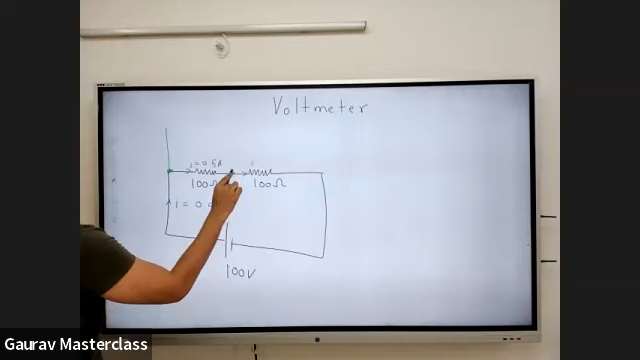 Voltmeter
i = 0.5A i
100Ω 100Ω
i = 0
100V
Gaurav Masterclass